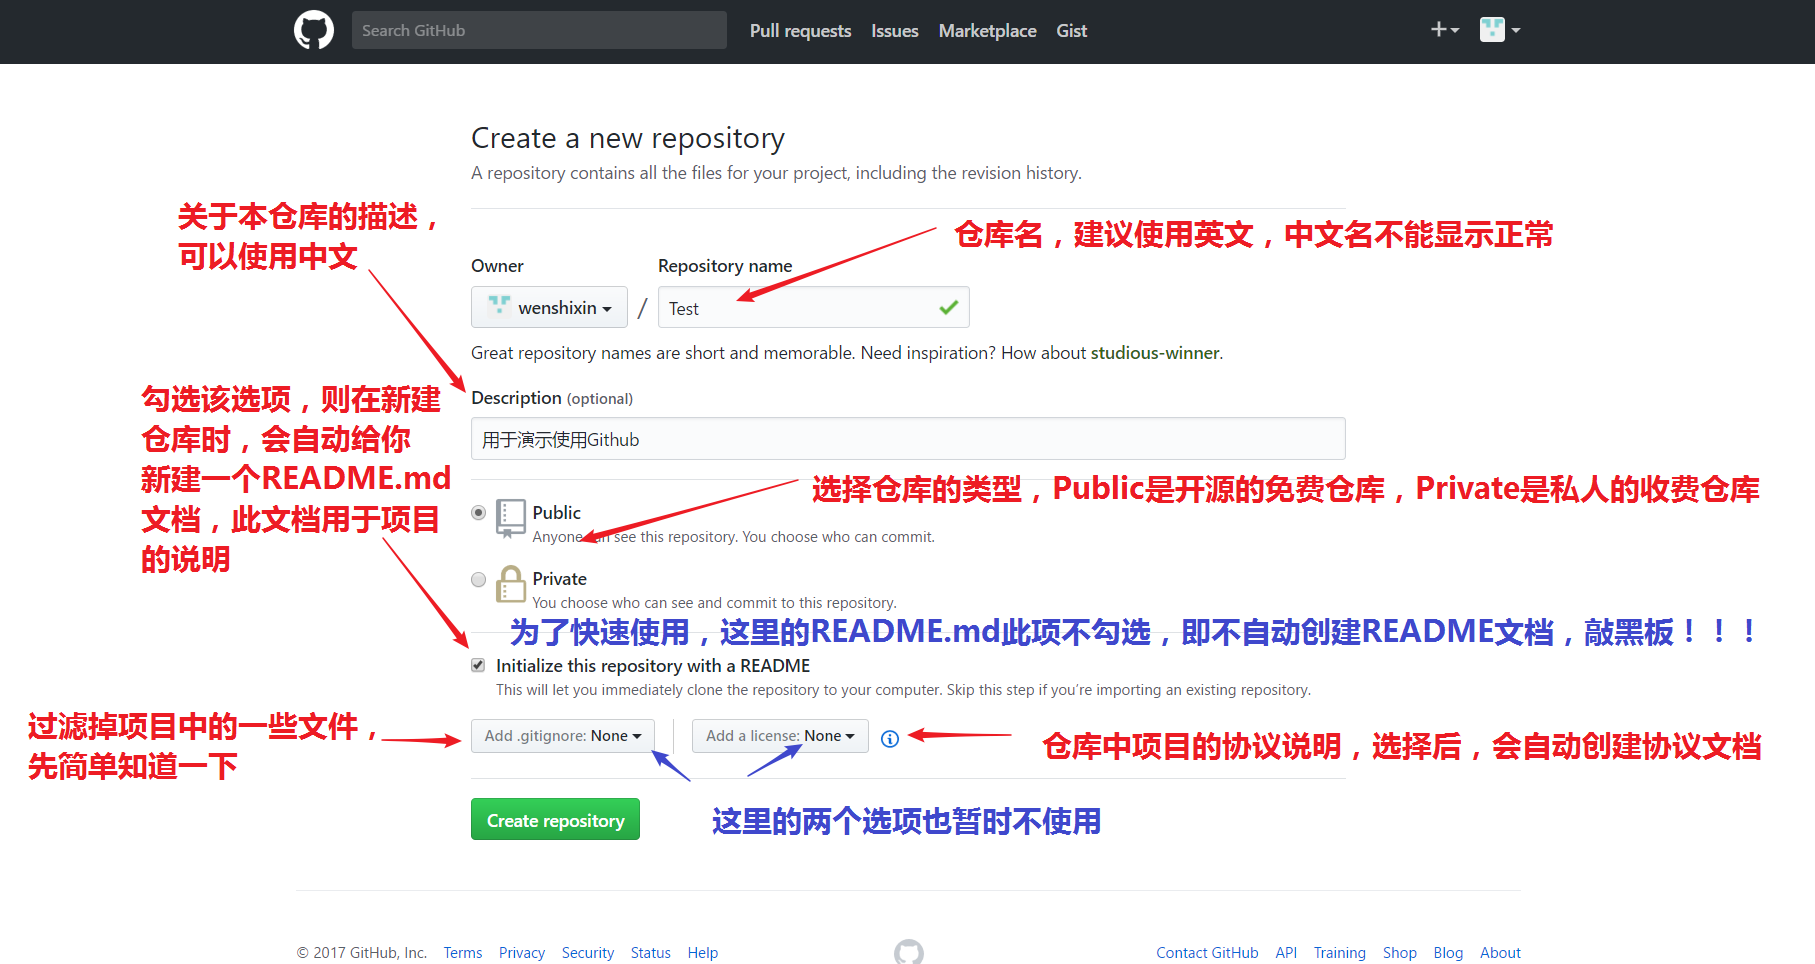 Search GitHub
Pull requests Issues Marketplace Gist
Create a new repository
A repository contains all the files for your project, including the revision history.
关于本仓库的描述，
可以使用中文
仓库名，建议使用英文，中文名不能显示正常
Owner
Repository name
wenshixin / Test
Great repository names are short and memorable. Need inspiration? How about studious-winner.
勾选该选项，则在新建
仓库时，会自动给你
新建一个README.md
文档，此文档用于项目
的说明
Description (optional)
用于演示使用Github
选择仓库的类型，Public是开源的免费仓库，Private是私人的收费仓库
Public
Anyone can see this repository. You choose who can commit.
Private
You choose who can see and commit to this repository.
为了快速使用，这里的README.md此项不勾选，即不自动创建README文档，敲黑板！！！
Initialize this repository with a README
This will let you immediately clone the repository to your computer. Skip this step if you’re importing an existing repository.
过滤掉项目中的一些文件，
先简单知道一下
Add .gitignore: None
Add a license: None
仓库中项目的协议说明，选择后，会自动创建协议文档
这里的两个选项也暂时不使用
Create repository
© 2017 GitHub, Inc. Terms Privacy Security Status Help
Contact GitHub API Training Shop Blog About